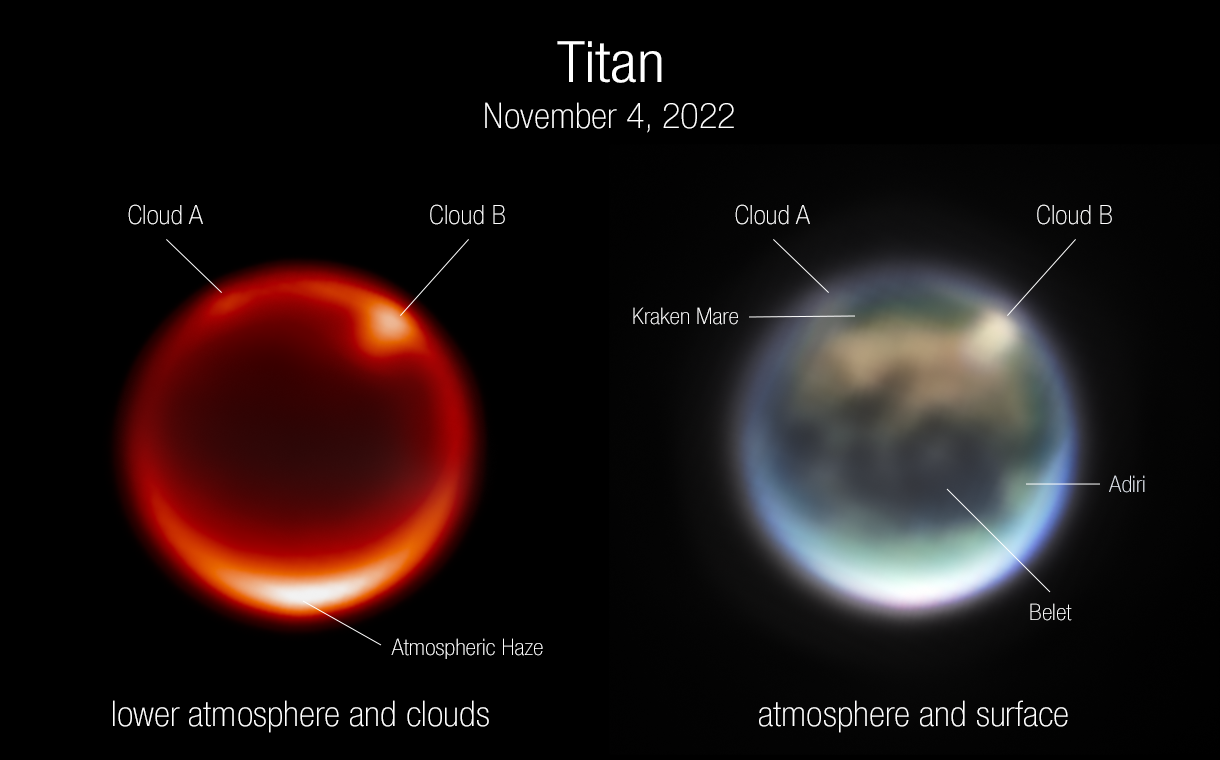 Titan
November 4, 2022
Cloud A
Cloud B
Atmospheric Haze
lower atmosphere and clouds
Cloud A
Cloud B
Kraken Mare
Adiri
Belet
atmosphere and surface